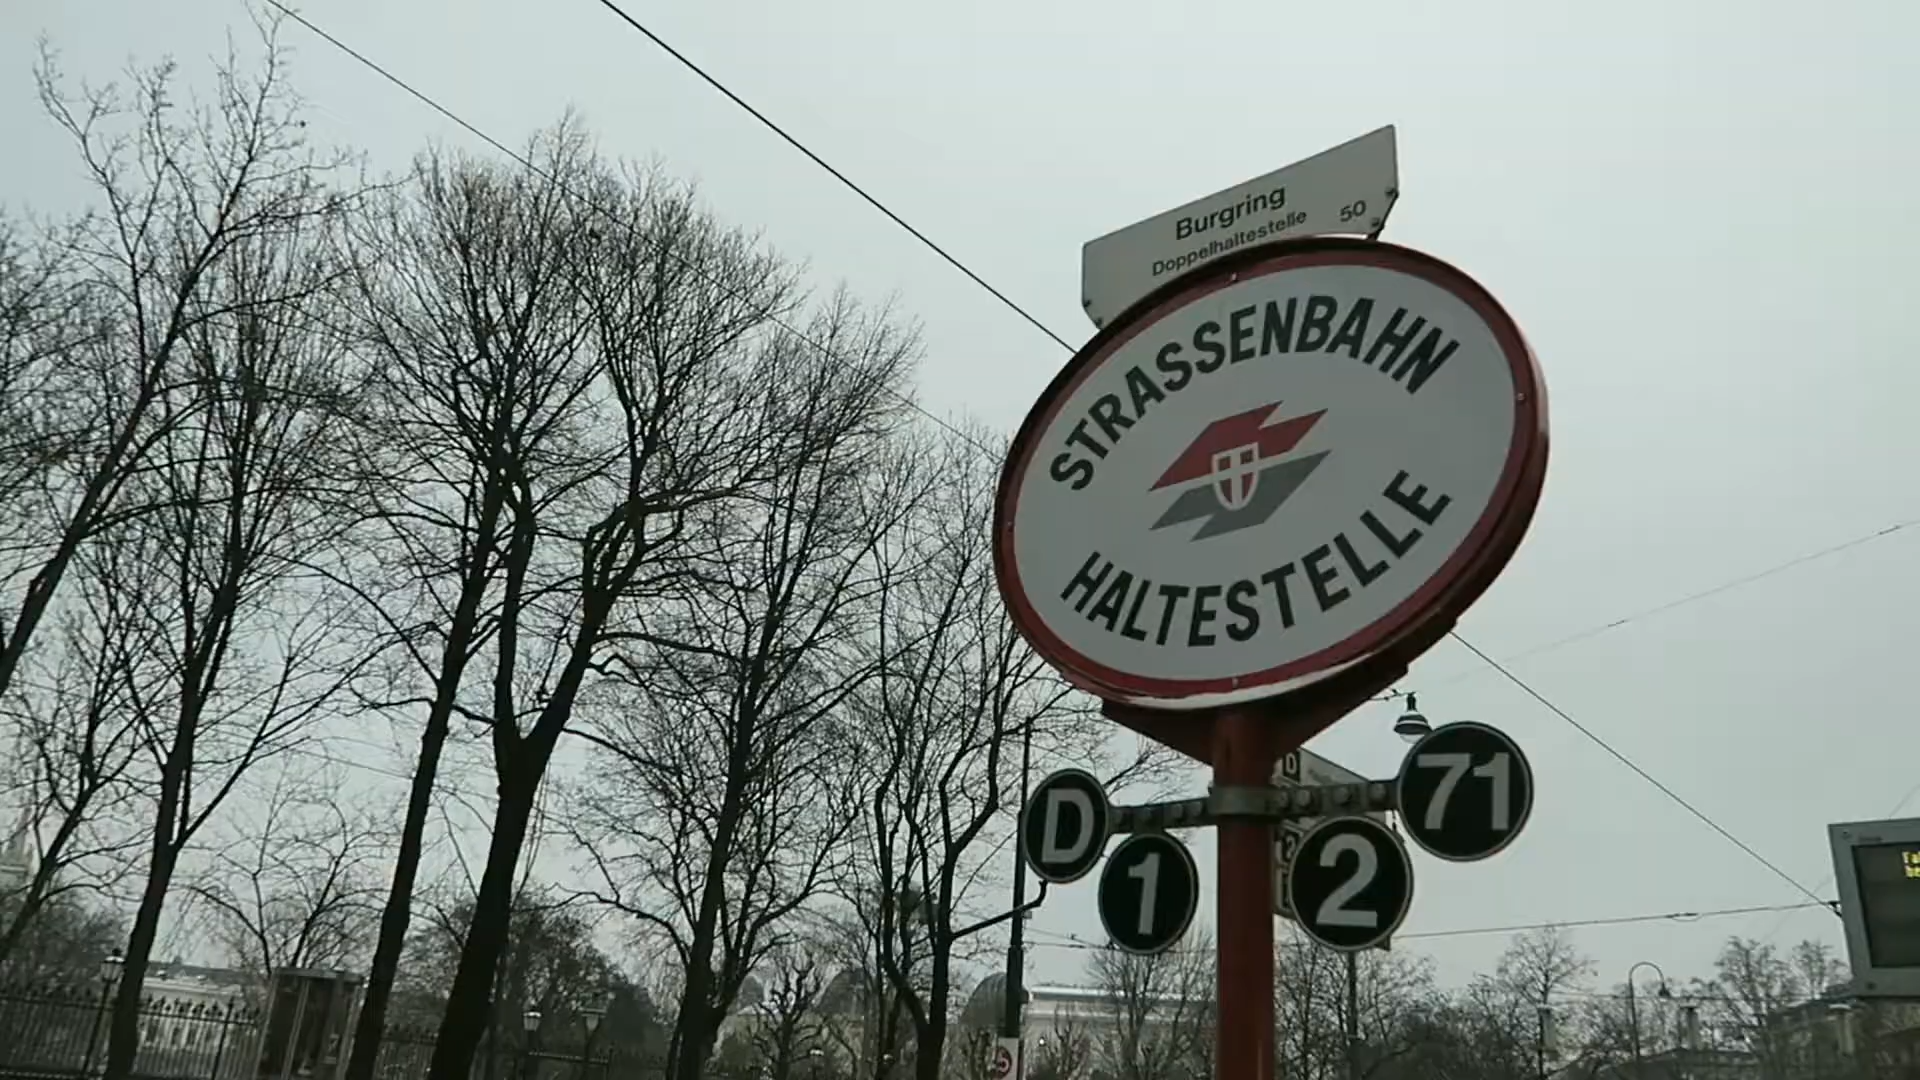 Burgring
Doppelhaltestelle 50
STRASSENBAHN
HALTESTELLE
D
1
2
71